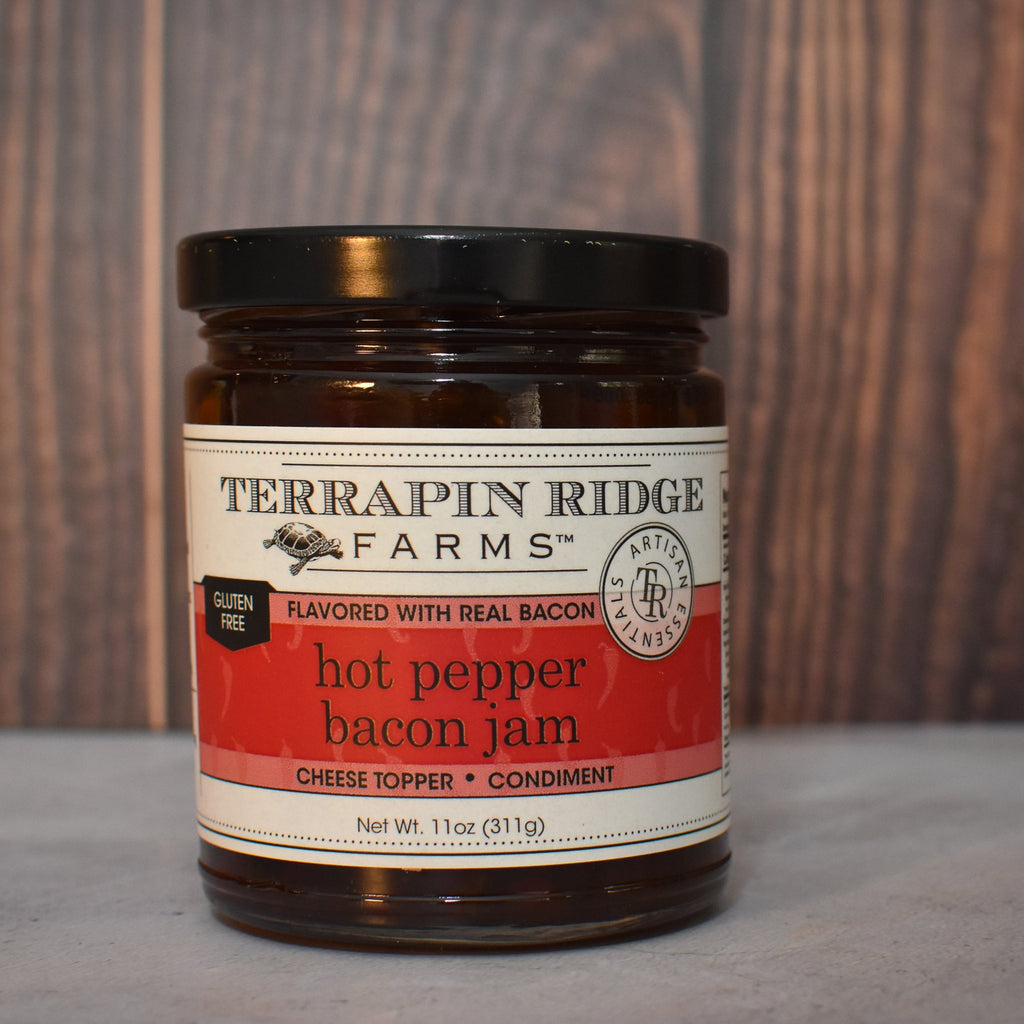 TERRAPIN RIDGE
FARMS™
ARTISAN ESSENTIALS
TR
GLUTEN
FREE
FLAVORED WITH REAL BACON
hot pepper
bacon jam
CHEESE TOPPER • CONDIMENT
Net Wt. 11oz (311g)